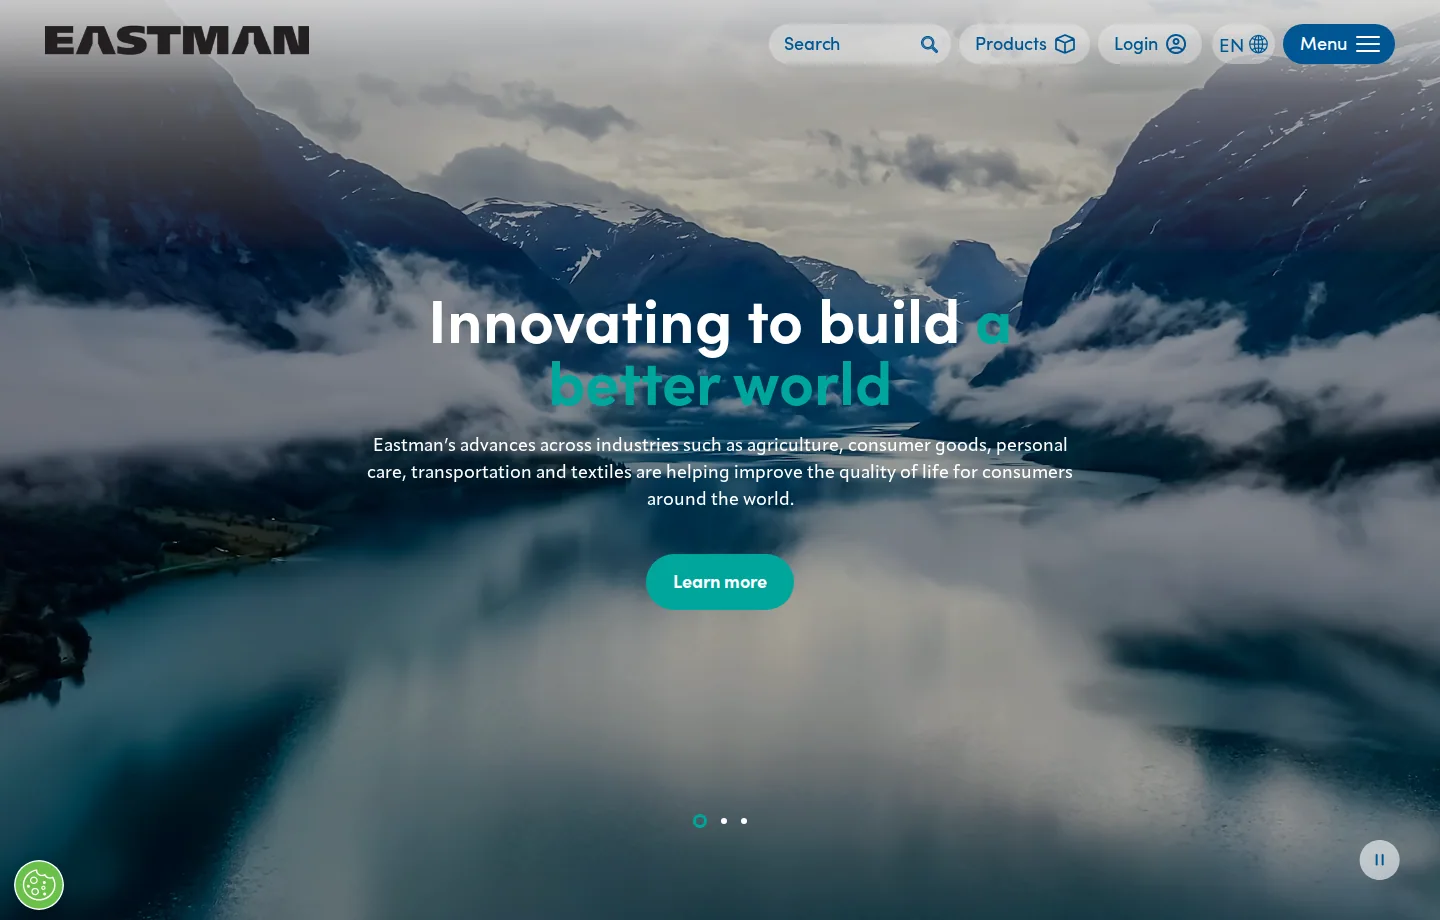 EASTMAN
Search
Products
Login
EN
Menu
Innovating to build a
better world
Eastman’s advances across industries such as agriculture, consumer goods, personal
care, transportation and textiles are helping improve the quality of life for consumers
around the world.
Learn more